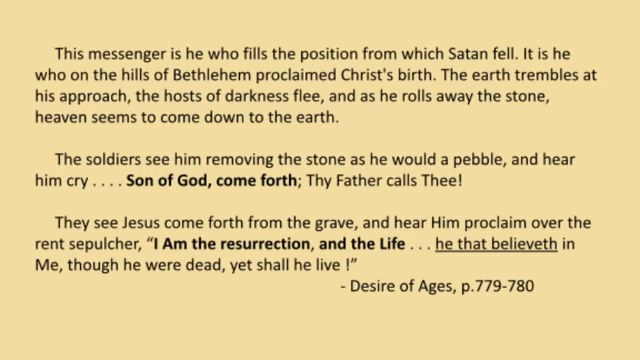 This messenger is he who fills the position from which Satan fell. It is he
who on the hills of Bethlehem proclaimed Christ's birth. The earth trembles at
his approach, the hosts of darkness flee, and as he rolls away the stone,
heaven seems to come down to the earth.
The soldiers see him removing the stone as he would a pebble, and hear
him cry . . . . Son of God, come forth; Thy Father calls Thee!
They see Jesus come forth from the grave, and hear Him proclaim over the
rent sepulcher, “I Am the resurrection, and the Life . . . he that believeth in
Me, though he were dead, yet shall he live !”
- Desire of Ages, p.779-780